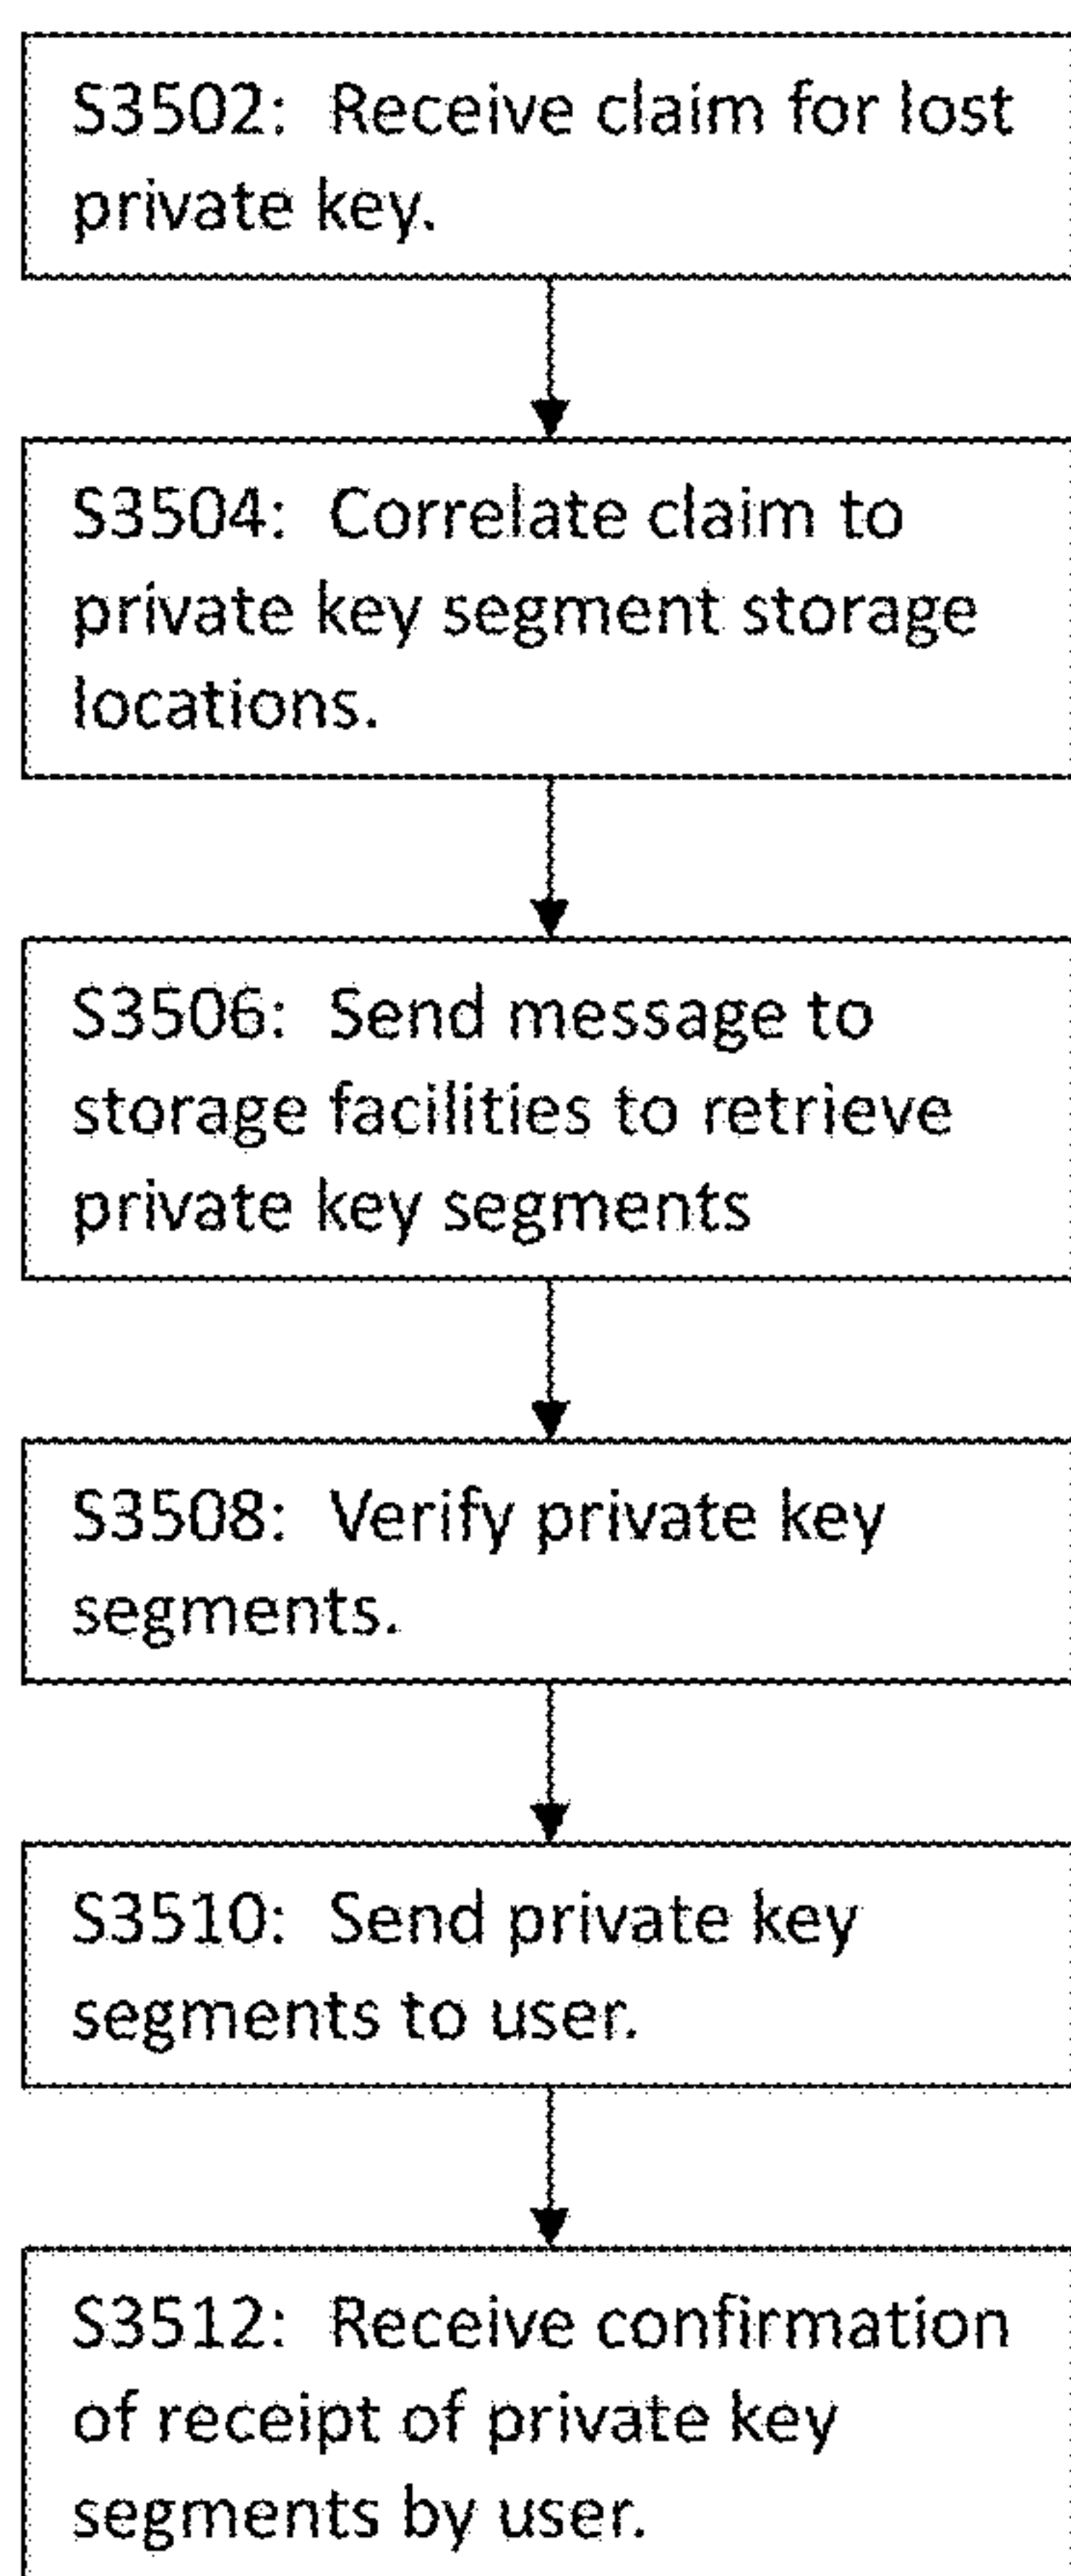 S3502: Receive claim for lost
private key.
S3504: Correlate claim to
private key segment storage
locations.
S3506: Send message to
storage facilities to retrieve
private key segments
S3508: Verify private key
segments.
S3510: Send private key
segments to user.
S3512: Receive confirmation
of receipt of private key
segments by user.